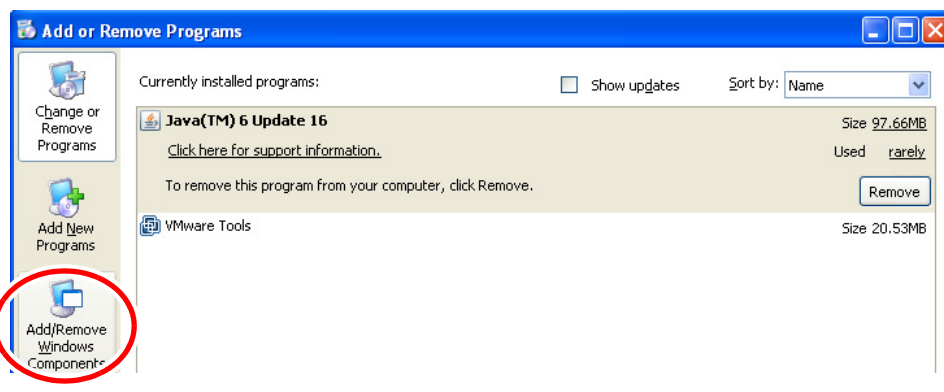 Add or Remove Programs
Change or
Remove
Programs
Currently installed programs:
Show updates
Sort by: Name
Java(TM) 6 Update 16
Size 97.66MB
Click here for support information.
Used rarely
To remove this program from your computer, click Remove.
Remove
Add New
Programs
VMware Tools
Size 20.53MB
Add/Remove
Windows
Components